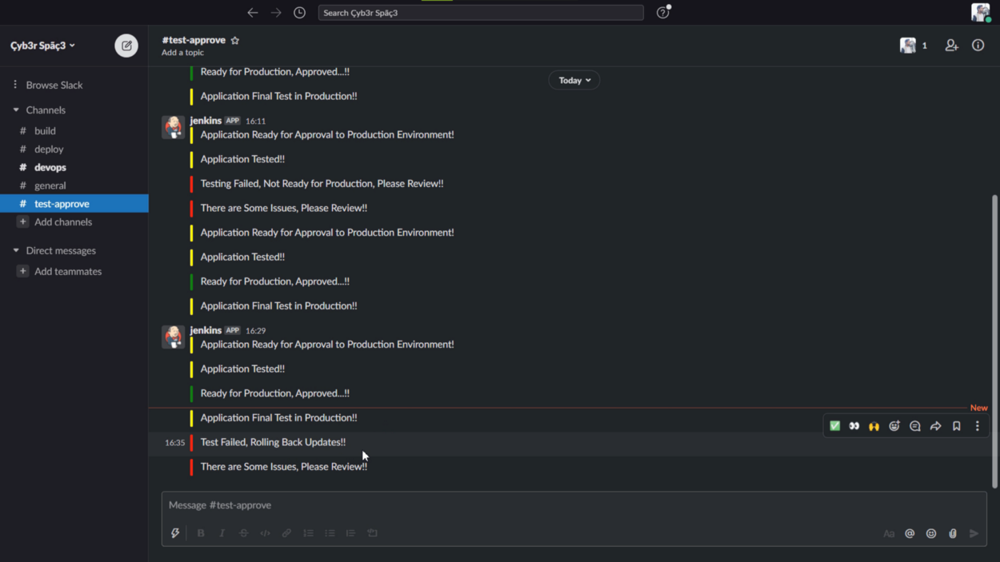 Search Çyb3r Spãç3
Çyb3r Spãç3
#test-approve
Add a topic
1
Browse Slack
Channels
# build
# deploy
# devops
# general
# test-approve
+ Add channels
Direct messages
+ Add teammates
Today
Ready for Production, Approved...!!
Application Final Test in Production!!
jenkins APP 16:11
Application Ready for Approval to Production Environment!
Application Tested!!
Testing Failed, Not Ready for Production, Please Review!!
There are Some Issues, Please Review!!
Application Ready for Approval to Production Environment!
Application Tested!!
Ready for Production, Approved...!!
Application Final Test in Production!!
jenkins APP 16:29
Application Ready for Approval to Production Environment!
Application Tested!!
Ready for Production, Approved...!!
New
Application Final Test in Production!!
16:35 Test Failed, Rolling Back Updates!!
There are Some Issues, Please Review!!
Message #test-approve
B I S </> Aa @